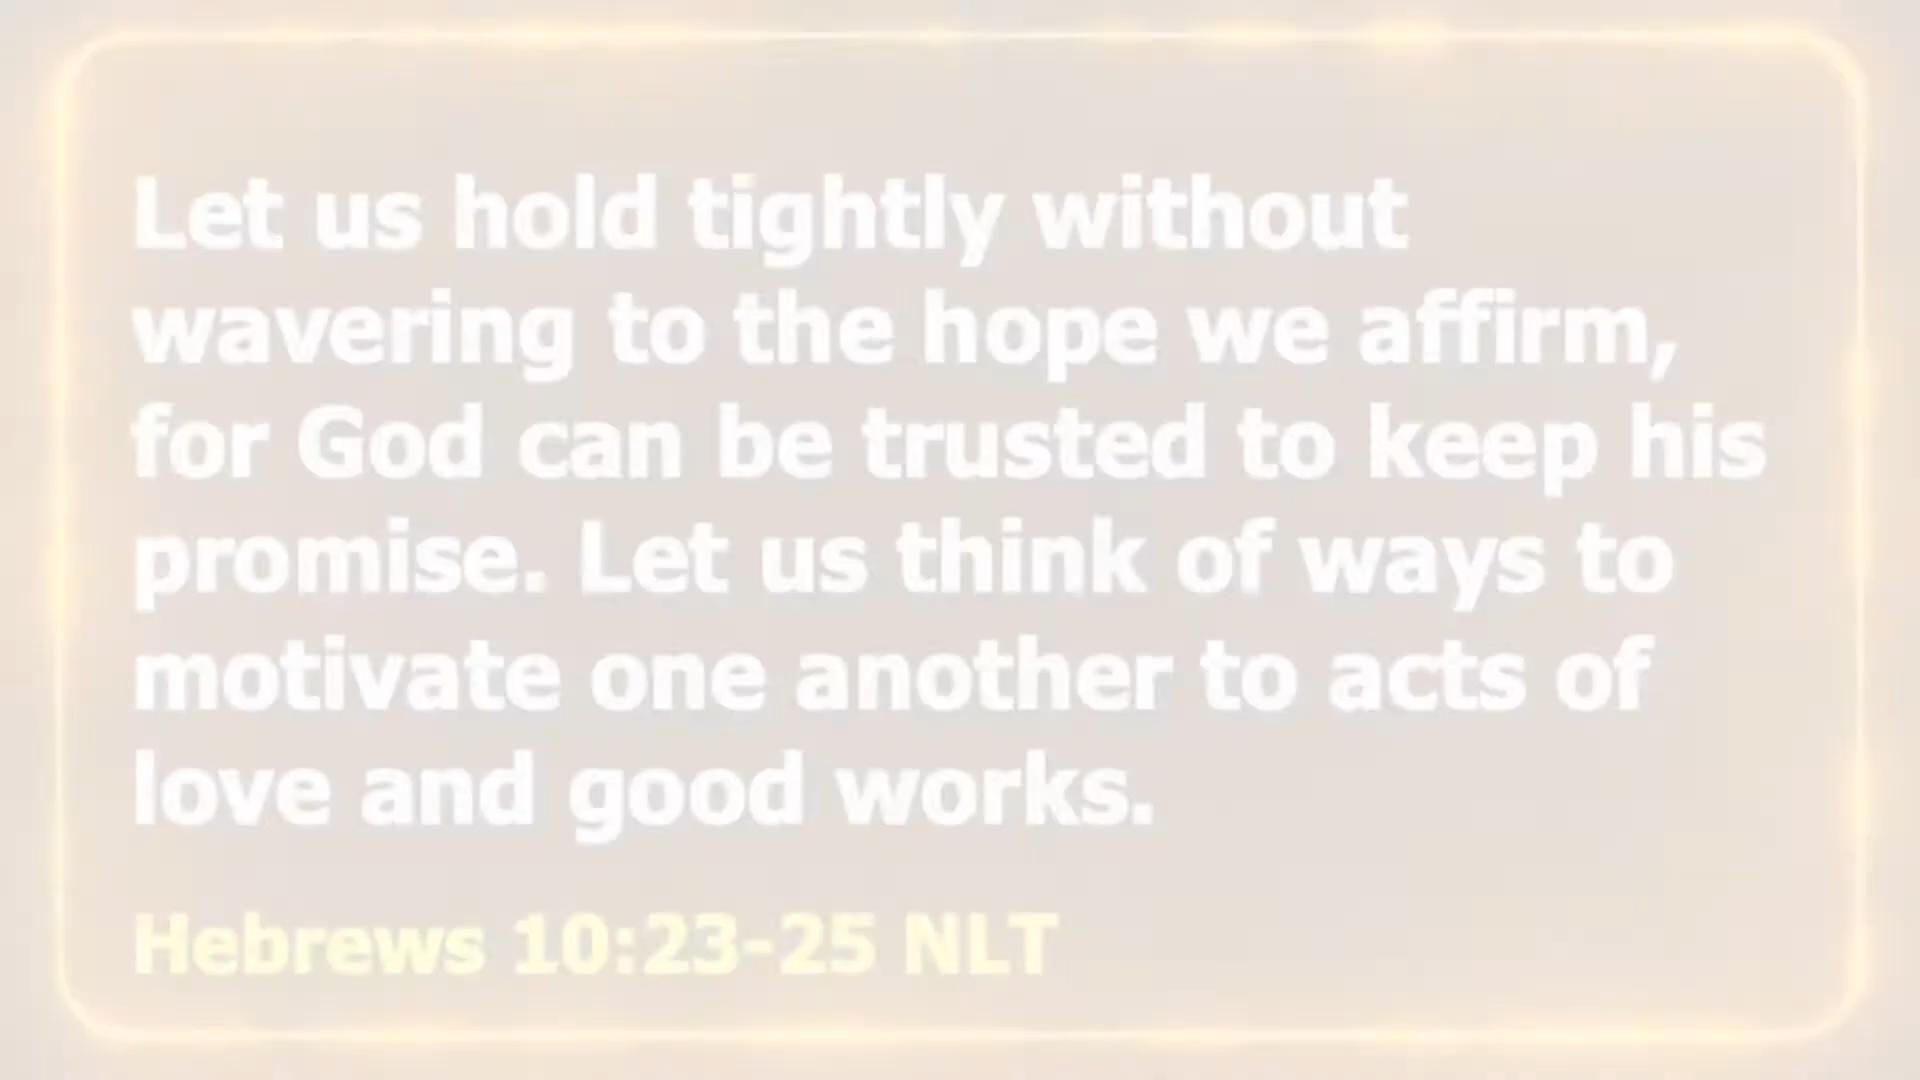 Let us hold tightly without
wavering to the hope we affirm,
for God can be trusted to keep his
promise. Let us think of ways to
motivate one another to acts of
love and good works.
Hebrews 10:23-25 NLT